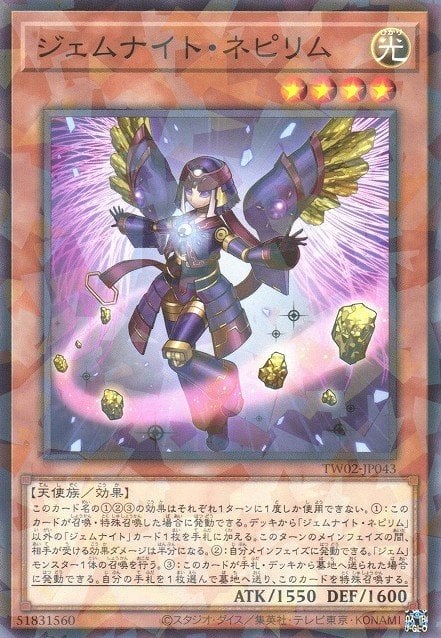 ジェムナイト・ネピリム
光
TW02-JP043
【天使族／効果】
このカード名の①②③の効果はそれぞれ1ターンに1度しか使用できない。①：こ
のカードが召喚・特殊召喚した場合に発動できる。デッキから「ジェムナイト・ネピリム」
以外の「ジェムナイト」カード1枚を手札に加える。このターンのメインフェイズの間、
相手が受ける効果ダメージは半分になる。②：自分メインフェイズに発動できる。「ジェム」
モンスター1体の召喚を行う。③：このカードが手札・デッキから墓地へ送られた場合
に発動できる。自分の手札を1枚選んで墓地へ送り、このカードを特殊召喚する。
ATK/1550 DEF/1600
51831560
©スタジオ・ダイス／集英社・テレビ東京・KONAMI